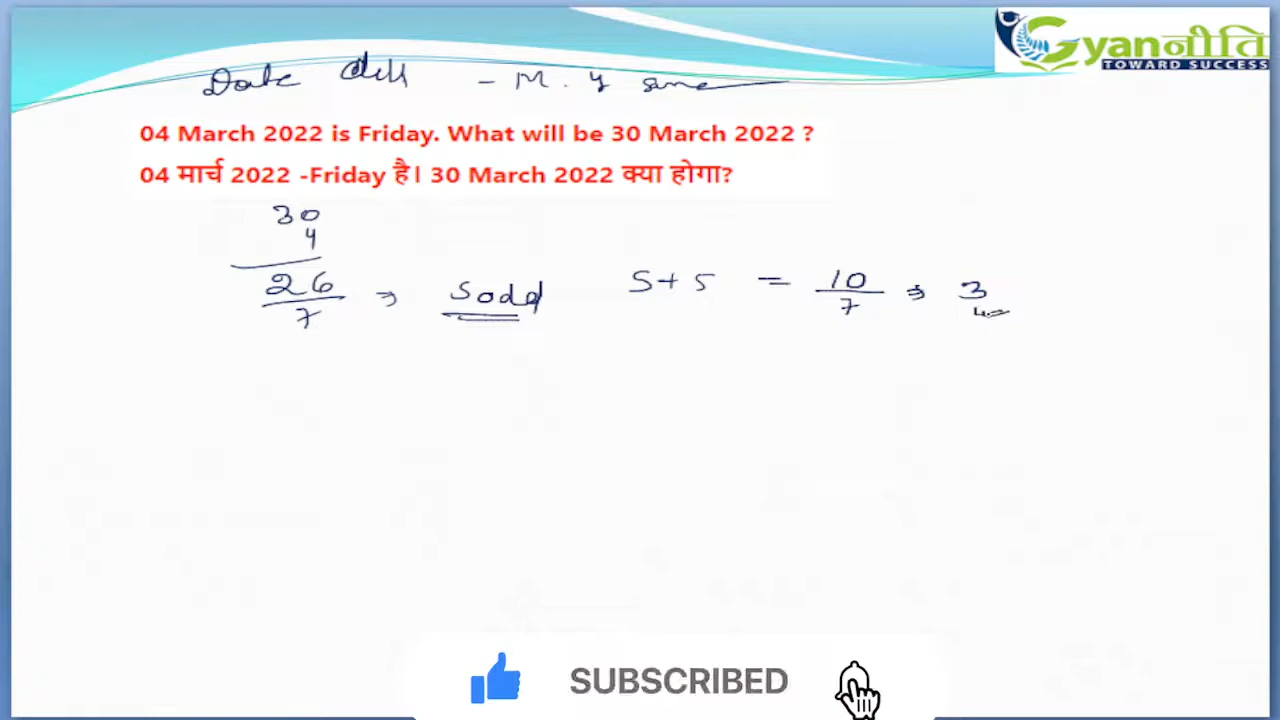 Gyanनीति
TOWARD SUCCESS
Date diff - M. Y same
04 March 2022 is Friday. What will be 30 March 2022 ?
04 मार्च 2022 -Friday है। 30 March 2022 क्या होगा?
30
4
26/7 ⇒ 5 odd 5+5 = 10/7 ⇒ 3
SUBSCRIBED